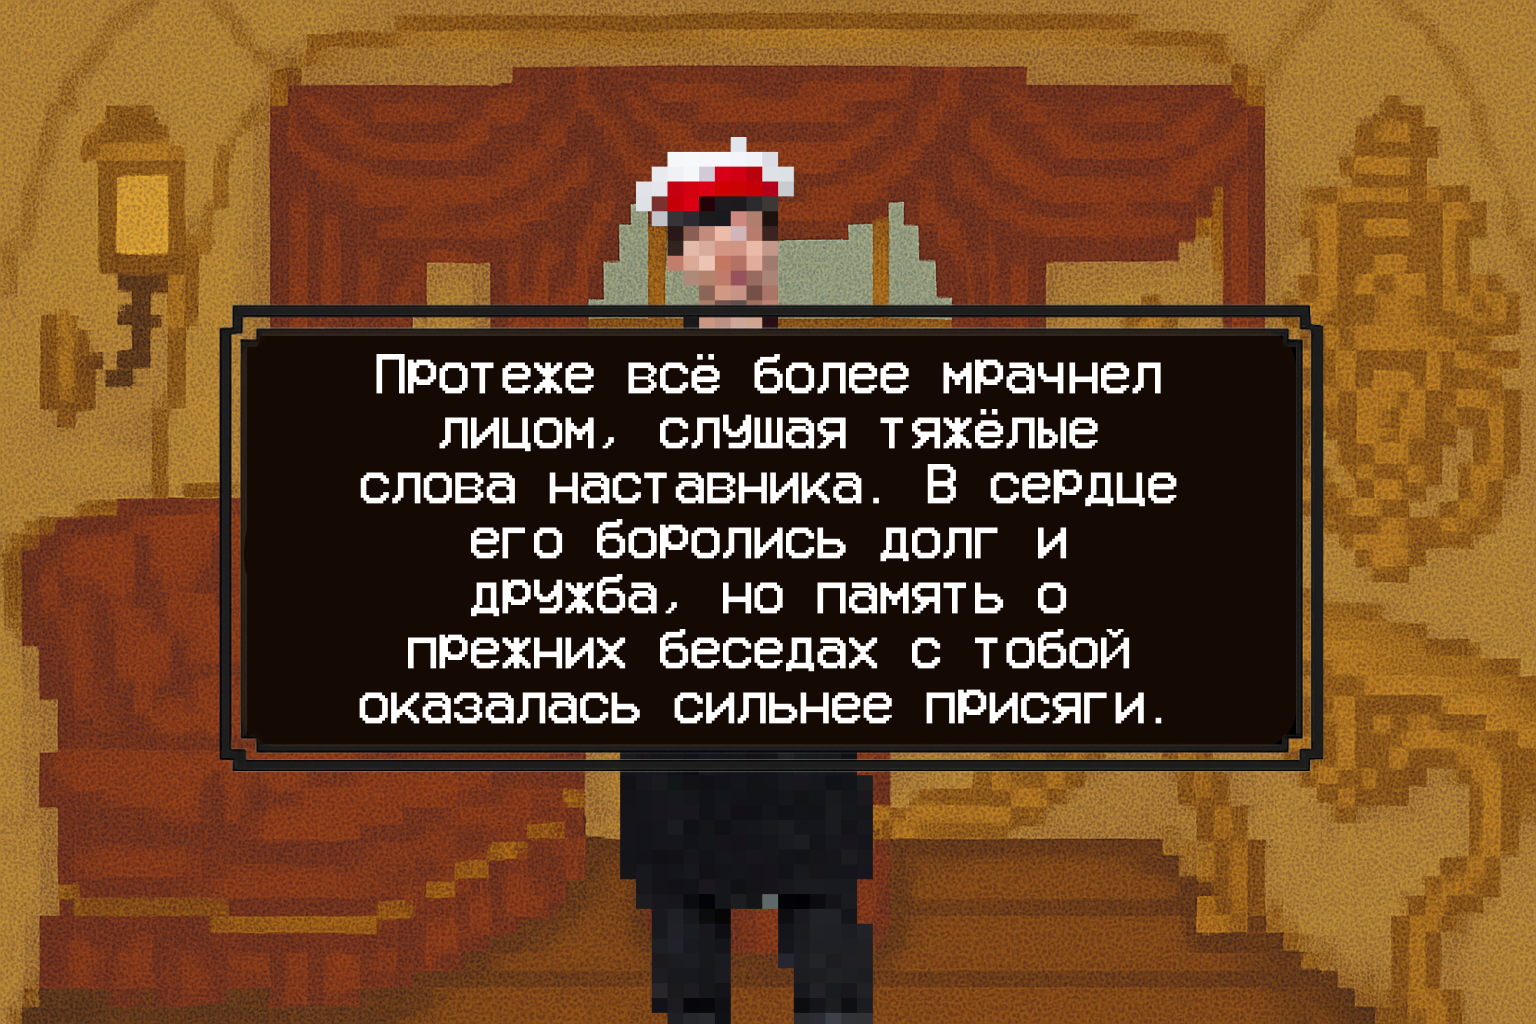 Протеже всё более мрачнел
лицом, слушая тяжёлые
слова наставника. В сердце
его боролись долг и
дружба, но память о
прежних беседах с тобой
оказалась сильнее присяги.